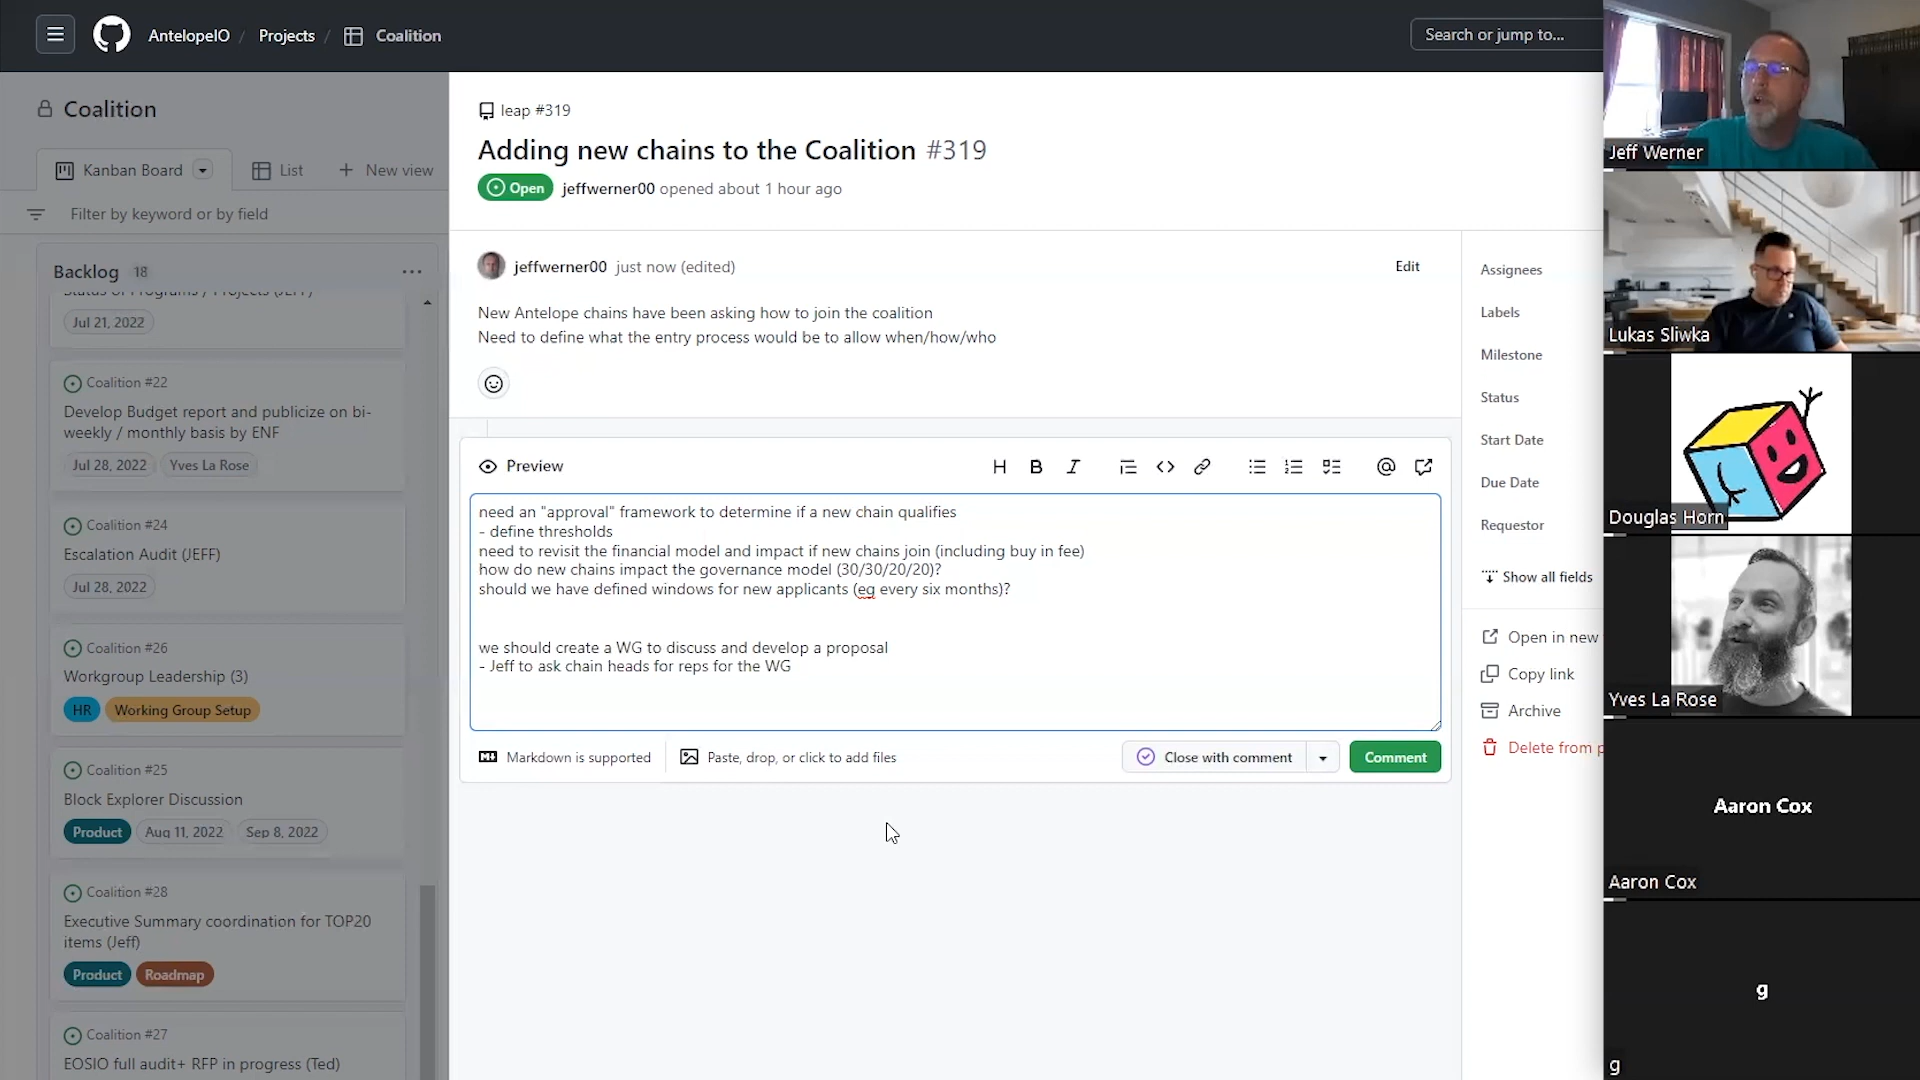 AntelopeIO / Projects / Coalition
Search or jump to...
Coalition
Kanban Board
List
New view
Filter by keyword or by field
Backlog 18
Status of Programs / Projects (JEFF)
Jul 21, 2022
Coalition #22
Develop Budget report and publicize on bi-
weekly / monthly basis by ENF
Jul 28, 2022 Yves La Rose
Coalition #24
Escalation Audit (JEFF)
Jul 28, 2022
Coalition #26
Workgroup Leadership (3)
HR Working Group Setup
Coalition #25
Block Explorer Discussion
Product Aug 11, 2022 Sep 8, 2022
Coalition #28
Executive Summary coordination for TOP20
items (Jeff)
Product Roadmap
Coalition #27
EOSIO full audit+ RFP in progress (Ted)
leap #319
Adding new chains to the Coalition #319
Open jeffwerner00 opened about 1 hour ago
jeffwerner00 just now (edited)
Edit
New Antelope chains have been asking how to join the coalition
Need to define what the entry process would be to allow when/how/who
Preview
need an "approval" framework to determine if a new chain qualifies
- define thresholds
need to revisit the financial model and impact if new chains join (including buy in fee)
how do new chains impact the governance model (30/30/20/20)?
should we have defined windows for new applicants (eg every six months)?
we should create a WG to discuss and develop a proposal
- Jeff to ask chain heads for reps for the WG
Markdown is supported
Paste, drop, or click to add files
Close with comment
Comment
Assignees
Labels
Milestone
Status
Start Date
Due Date
Requestor
Show all fields
Open in new
Copy link
Archive
Delete from p
Jeff Werner
Lukas Sliwka
Douglas Horn
Yves La Rose
Aaron Cox
Aaron Cox
g
g